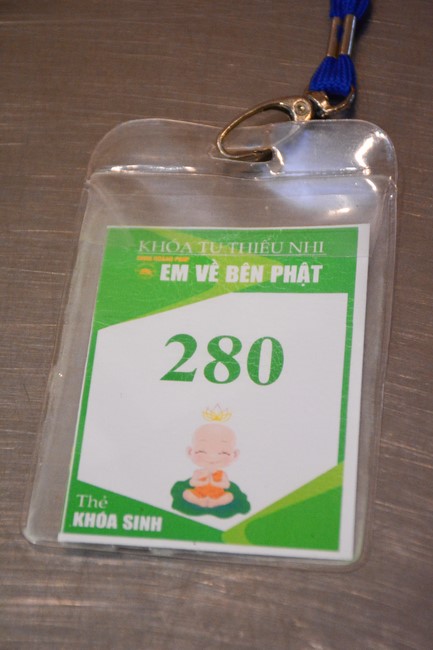 KHÓA TU THIẾU NHI
EM VỀ BÊN PHẬT
280
Thẻ
KHÓA SINH